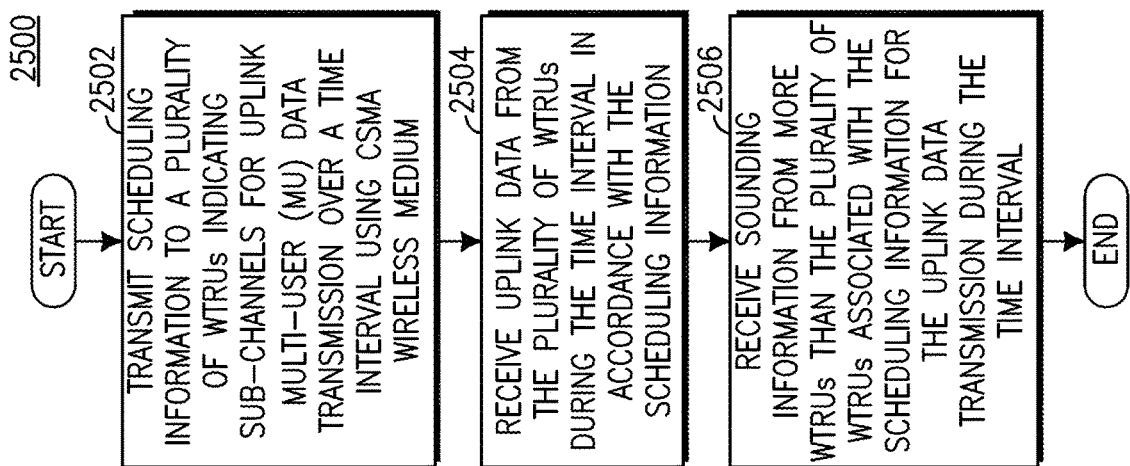 2500
START
2502
TRANSMIT SCHEDULING
INFORMATION TO A PLURALITY
OF WTRUs INDICATING
SUB-CHANNELS FOR UPLINK
MULTI-USER (MU) DATA
TRANSMISSION OVER A TIME
INTERVAL USING CSMA
WIRELESS MEDIUM
2504
RECEIVE UPLINK DATA FROM
THE PLURALITY OF WTRUs
DURING THE TIME INTERVAL IN
ACCORDANCE WITH THE
SCHEDULING INFORMATION
2506
RECEIVE SOUNDING
INFORMATION FROM MORE
WTRUs THAN THE PLURALITY OF
WTRUs ASSOCIATED WITH THE
SCHEDULING INFORMATION FOR
THE UPLINK DATA
TRANSMISSION DURING THE
TIME INTERVAL
END